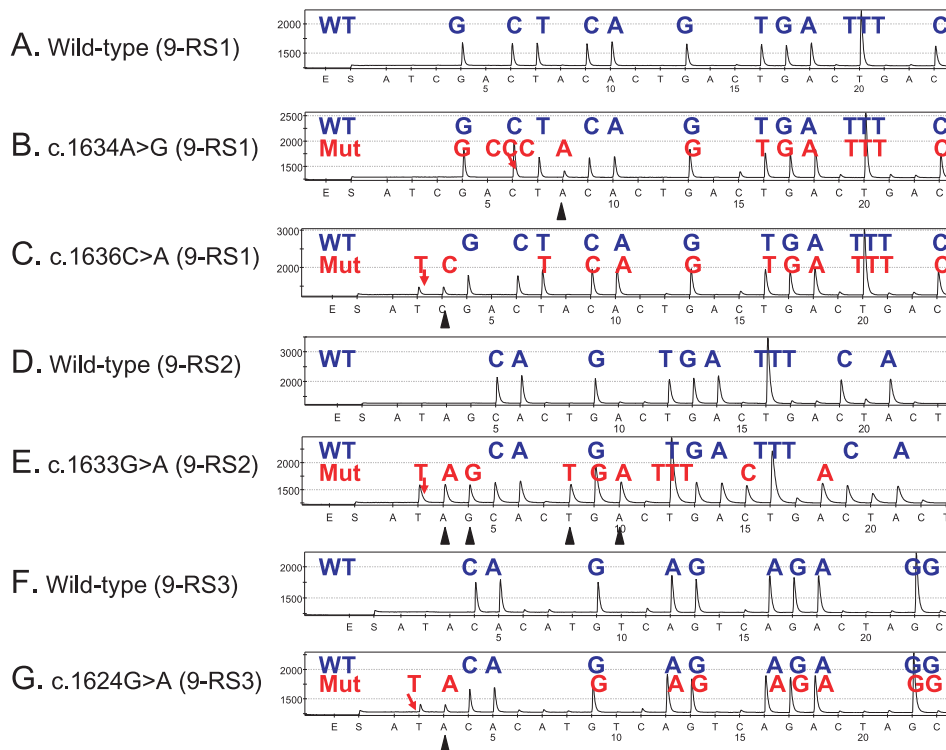 A. Wild-type (9-RS1)
2000
1500
WT G C T C A G T G A TTT C
E S A T C G A C T A C A C T G A C T G A C T G A C
5 10 15 20
B. c.1634A>G (9-RS1)
2500
2000
1500
WT G C T C A G T G A TTT C
Mut G CCC A G T G A TTT C
E S A T C G A C T A C A C T G A C T G A C T G A C
5 10 15 20
C. c.1636C>A (9-RS1)
3000
2000
WT G C T C A G T G A TTT C
Mut T C T C A G T G A TTT C
E S A T C G A C T A C A C T G A C T G A C T G A C
5 10 15 20
D. Wild-type (9-RS2)
3000
2000
WT C A G T G A TTT C A
E S A T A G C A C T G A C T G A C T G A C T A C T
5 10 15 20
E. c.1633G>A (9-RS2)
2000
1500
WT C A G T G A TTT C A
Mut T A G T G A TTT C A
E S A T A G C A C T G A C T G A C T G A C T A C T
5 10 15 20
F. Wild-type (9-RS3)
2000
1500
WT C A G A G A G A GG
E S A T A C A C A T G T C A G T C A G A C T A G
5 10 15 20
G. c.1624G>A (9-RS3)
2000
1500
WT C A G A G A G A GG
Mut T A G A G A G A GG
E S A T A C A C A T G T C A G T C A G A C T A G C
5 10 15 20